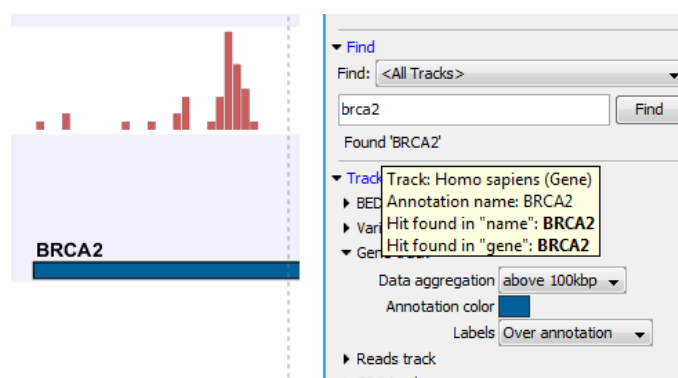 BRCA2
Find
Find: <All Tracks>
brca2 Find
Found 'BRCA2'
Track: Homo sapiens (Gene)
Annotation name: BRCA2
Hit found in "name": BRCA2
Hit found in "gene": BRCA2
Track
BED
Vari
Gene track
Data aggregation above 100kbp
Annotation color
Labels Over annotation
Reads track